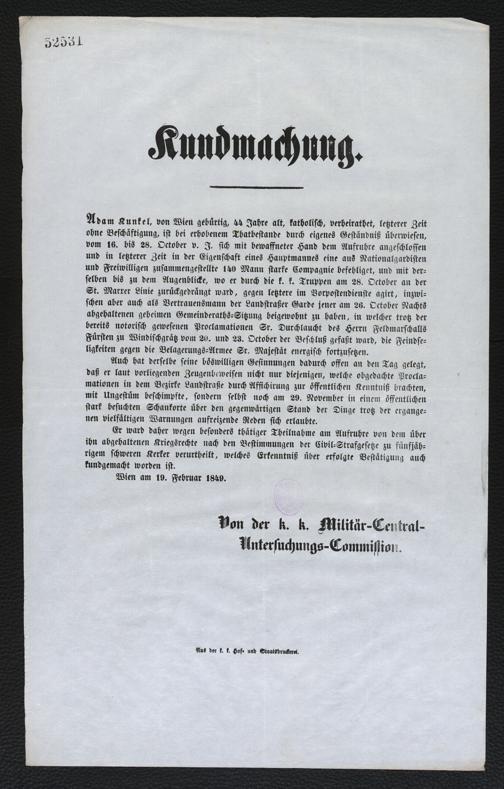 52531
Kundmachung.
Adam Kunkel, von Wien gebürtig, 44 Jahre alt, katholisch, verheirathet, letzterer Zeit
ohne Beschäftigung, ist bei erhobenem Thatbestande durch eigenes Geständniß überwiesen,
vom 16. bis 28. October v. J. sich mit bewaffneter Hand dem Aufruhre angeschlossen
und in letzterer Zeit in der Eigenschaft eines Hauptmannes eine aus Nationalgardisten
und Freiwilligen zusammengestellte 140 Mann starke Compagnie befehliget, und mit der-
selben bis zu dem Augenblicke, wo er durch die k. k. Truppen am 28. October an der
St. Marxer Linie zurückgedrängt ward, gegen letztere im Vorpostendienste agirt, inzwi-
schen aber auch als Vertrauensmann der Landstraßer Garde jener am 26. October Nachts
abgehaltenen geheimen Gemeinderaths-Sitzung beigewohnt zu haben, in welcher trotz der
bereits notorisch gewesenen Proclamationen Sr. Durchlaucht des Herrn Feldmarschalls
Fürsten zu Windischgrätz vom 20. und 23. October der Beschluß gefaßt ward, die Feindse-
ligkeiten gegen die Belagerungs-Armee Sr. Majestät energisch fortzusetzen.
Auch hat derselbe seine böswilligen Gesinnungen dadurch offen an den Tag gelegt,
daß er laut vorliegenden Zeugenbeweisen nicht nur diejenigen, welche obgedachte Procla-
mationen in dem Bezirke Landstraße durch Affichirung zur öffentlichen Kenntniß brachten,
mit Ungestüm beschimpfte, sondern selbst noch am 29. November in einem öffentlichen
stark besuchten Schankorte über den gegenwärtigen Stand der Dinge trotz der ergange-
nen vielfältigen Warnungen aufreizende Reden sich erlaubte.
Er ward daher wegen besonders thätiger Theilnahme am Aufruhre von dem über
ihn abgehaltenen Kriegsrechte nach den Bestimmungen der Civil-Strafgesetze zu fünfjäh-
rigem schweren Kerker verurtheilt, welches Erkenntniß über erfolgte Bestätigung auch
kundgemacht worden ist.
Wien am 19. Februar 1849.
Von der k. k. Militär-Central-
Untersuchungs-Commission.
Aus der k. k. Hof- und Staatsdruckerei.